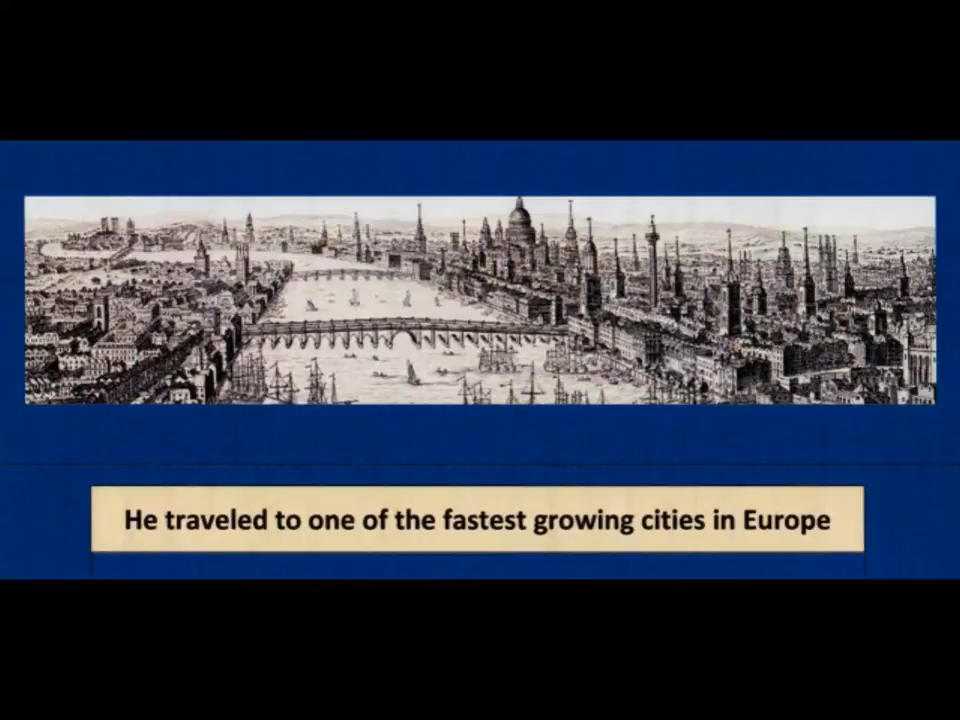 He traveled to one of the fastest growing cities in Europe